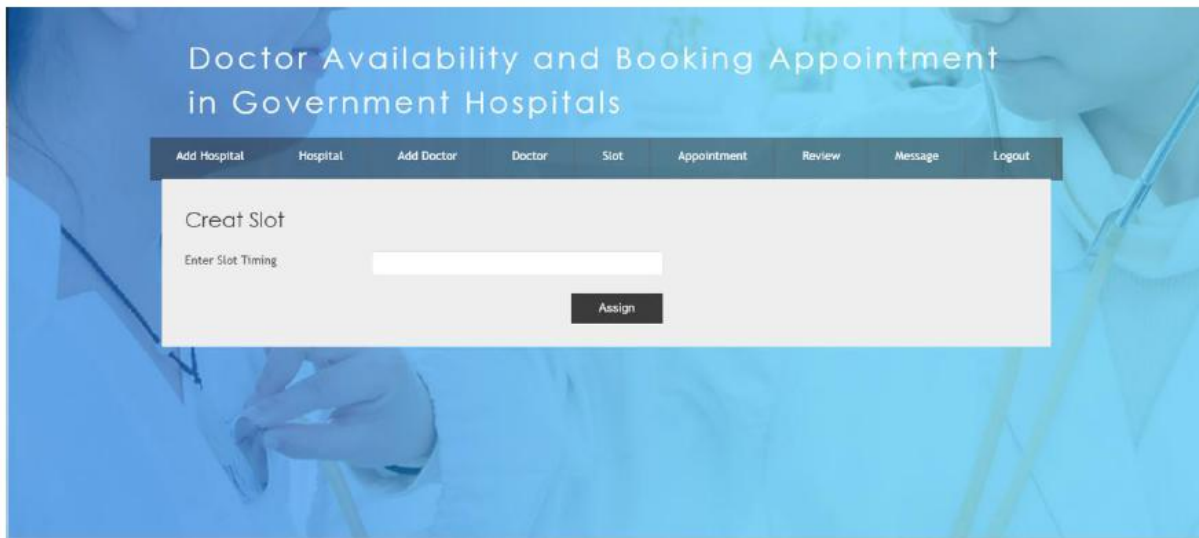 Doctor Availability and Booking Appointment
in Government Hospitals
Add Hospital Hospital Add Doctor Doctor Slot Appointment Review Message Logout
Creat Slot
Enter Slot Timing
Assign